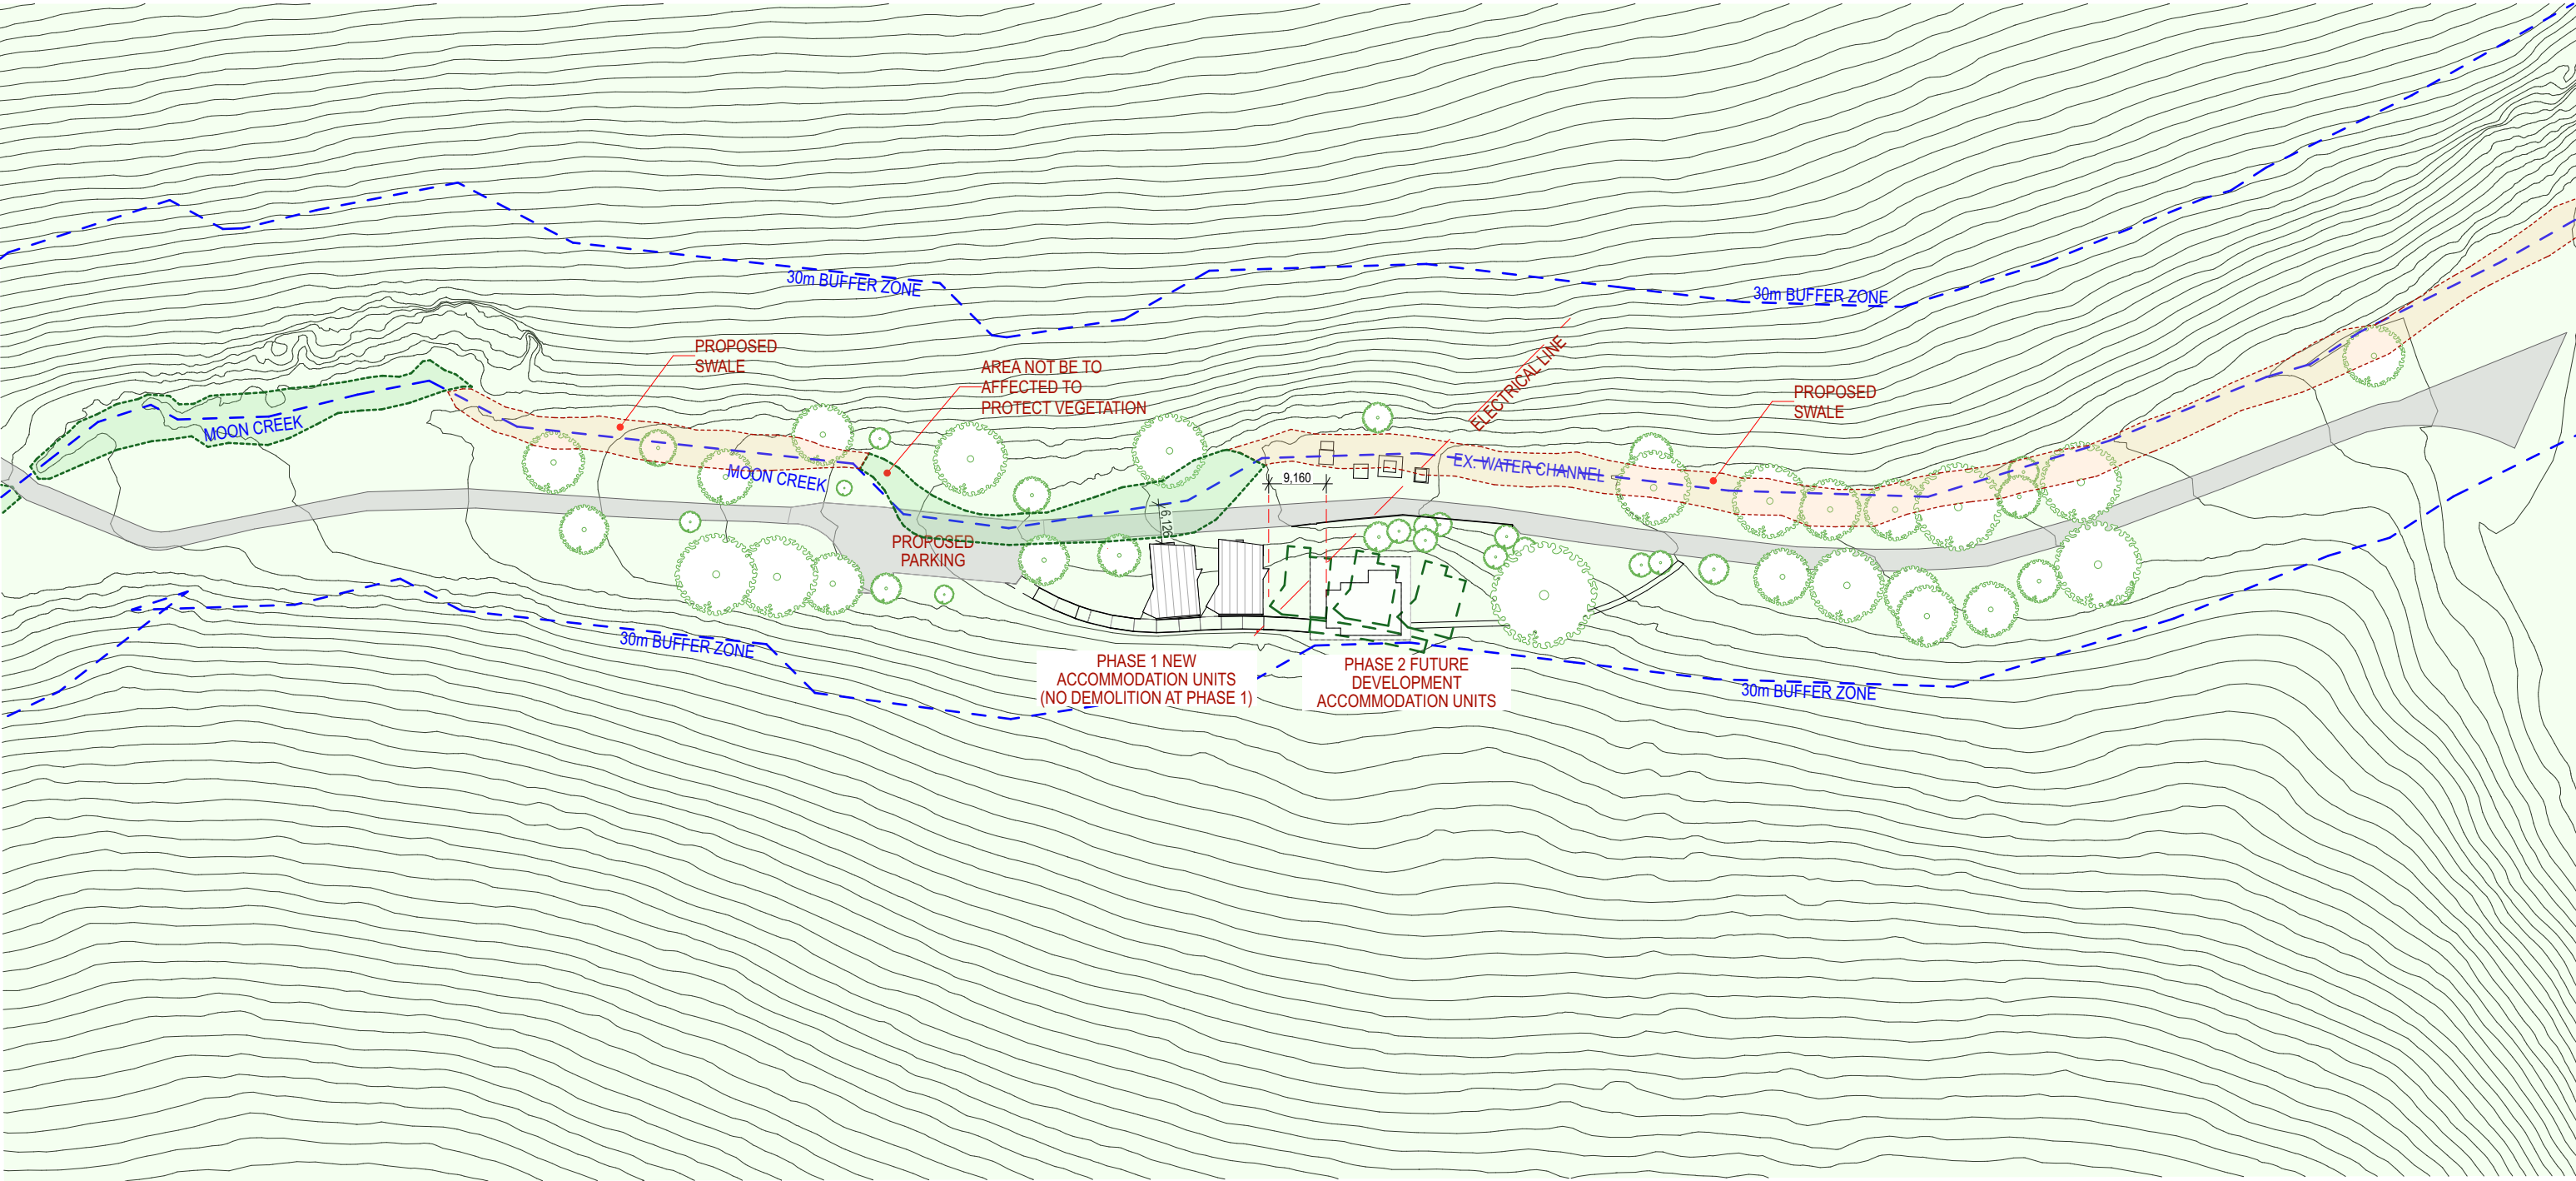 30m BUFFER ZONE
30m BUFFER ZONE
PROPOSED
SWALE
AREA NOT BE TO
AFFECTED TO
PROTECT VEGETATION
ELECTRICAL LINE
PROPOSED
SWALE
MOON CREEK
MOON CREEK
EX. WATER CHANNEL
9,160
6,126
PROPOSED
PARKING
30m BUFFER ZONE
PHASE 1 NEW
ACCOMMODATION UNITS
(NO DEMOLITION AT PHASE 1)
PHASE 2 FUTURE
DEVELOPMENT
ACCOMMODATION UNITS
30m BUFFER ZONE